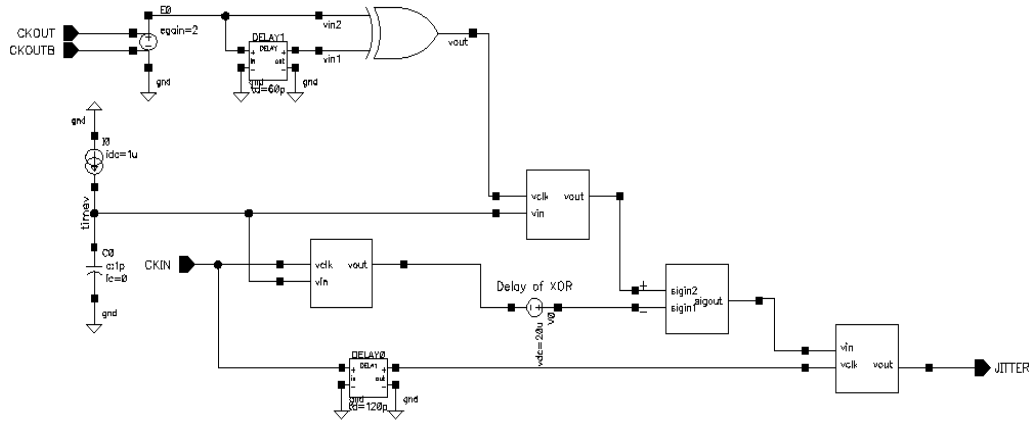 E0
CKOUT
CKOUTB
egain=2
gnd
vin2
DELAY1
DELAY
in
out
vin1
gnd
gnd
td=60p
vout
gnd
I0
idc=1u
timev
C0
c:1p
ic=0
gnd
vclk
vout
vin
CKIN
vclk
vout
vin
Delay of XOR
V0
vdc=20u
sigin2
sigout
sigin1
DELAY0
DELAY
in
out
gnd
gnd
td=120p
vin
vout
vclk
JITTER